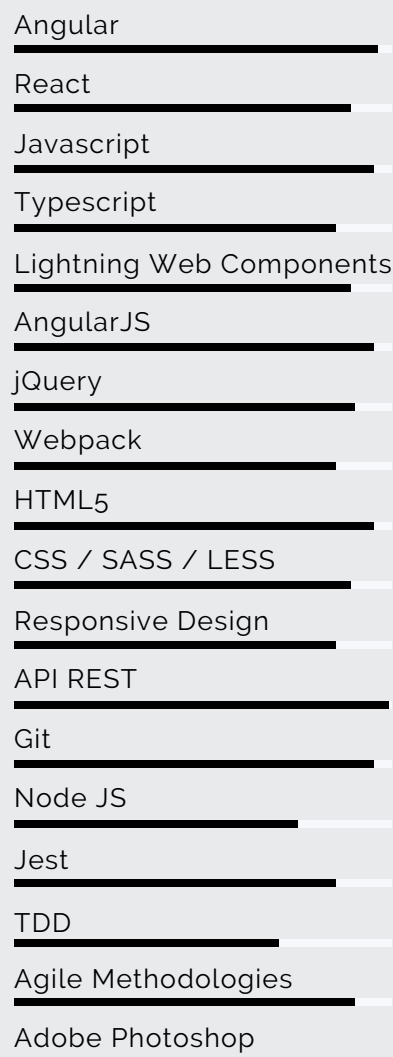 Angular
React
Javascript
Typescript
Lightning Web Components
AngularJS
jQuery
Webpack
HTML5
CSS / SASS / LESS
Responsive Design
API REST
Git
Node JS
Jest
TDD
Agile Methodologies
Adobe Photoshop